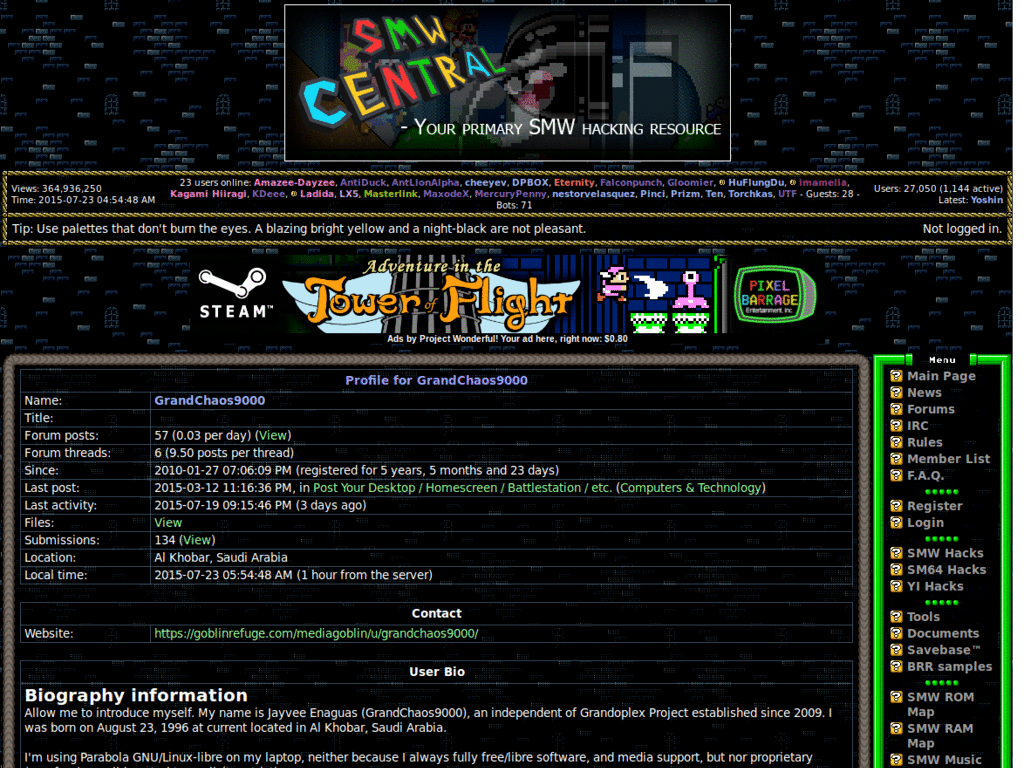 SMW
CENTRAL
- Your primary SMW hacking resource
Views: 364,936,250
Time: 2015-07-23 04:54:48 AM
23 users online: Amazee-Dayzee, AntiDuck, AntLionAlpha, cheeyev, DPBOX, Eternity, Falconpunch, Gloomier, HuFlungDu, imamelia,
Kagami Hiiragi, KDeee, Ladida, LX5, Masterlink, MaxodeX, MercuryPenny, nestorvelasquez, Pinci, Prizm, Ten, Torchkas, UTF - Guests: 28 -
Bots: 71
Users: 27,050 (1,144 active)
Latest: Yoshin
Tip: Use palettes that don't burn the eyes. A blazing bright yellow and a night-black are not pleasant.
Not logged in.
STEAM™
Adventure in the
Tower of Flight
PIXEL
BARRAGE
Entertainment, Inc.
Ads by Project Wonderful! Your ad here, right now: $0.80
Profile for GrandChaos9000
Name: GrandChaos9000
Title:
Forum posts: 57 (0.03 per day) (View)
Forum threads: 6 (9.50 posts per thread)
Since: 2010-01-27 07:06:09 PM (registered for 5 years, 5 months and 23 days)
Last post: 2015-03-12 11:16:36 PM, in Post Your Desktop / Homescreen / Battlestation / etc. (Computers & Technology)
Last activity: 2015-07-19 09:15:46 PM (3 days ago)
Files: View
Submissions: 134 (View)
Location: Al Khobar, Saudi Arabia
Local time: 2015-07-23 05:54:48 AM (1 hour from the server)
Contact
Website: https://goblinrefuge.com/mediagoblin/u/grandchaos9000/
User Bio
Biography information
Allow me to introduce myself. My name is Jayvee Enaguas (GrandChaos9000), an independent of Grandoplex Project established since 2009. I
was born on August 23, 1996 at current located in Al Khobar, Saudi Arabia.
I'm using Parabola GNU/Linux-libre on my laptop, neither because I always fully free/libre software, and media support, but nor proprietary
Menu
Main Page
News
Forums
IRC
Rules
Member List
F.A.Q.
Register
Login
SMW Hacks
SM64 Hacks
YI Hacks
Tools
Documents
Savebase™
BRR samples
SMW ROM
Map
SMW RAM
Map
SMW Music